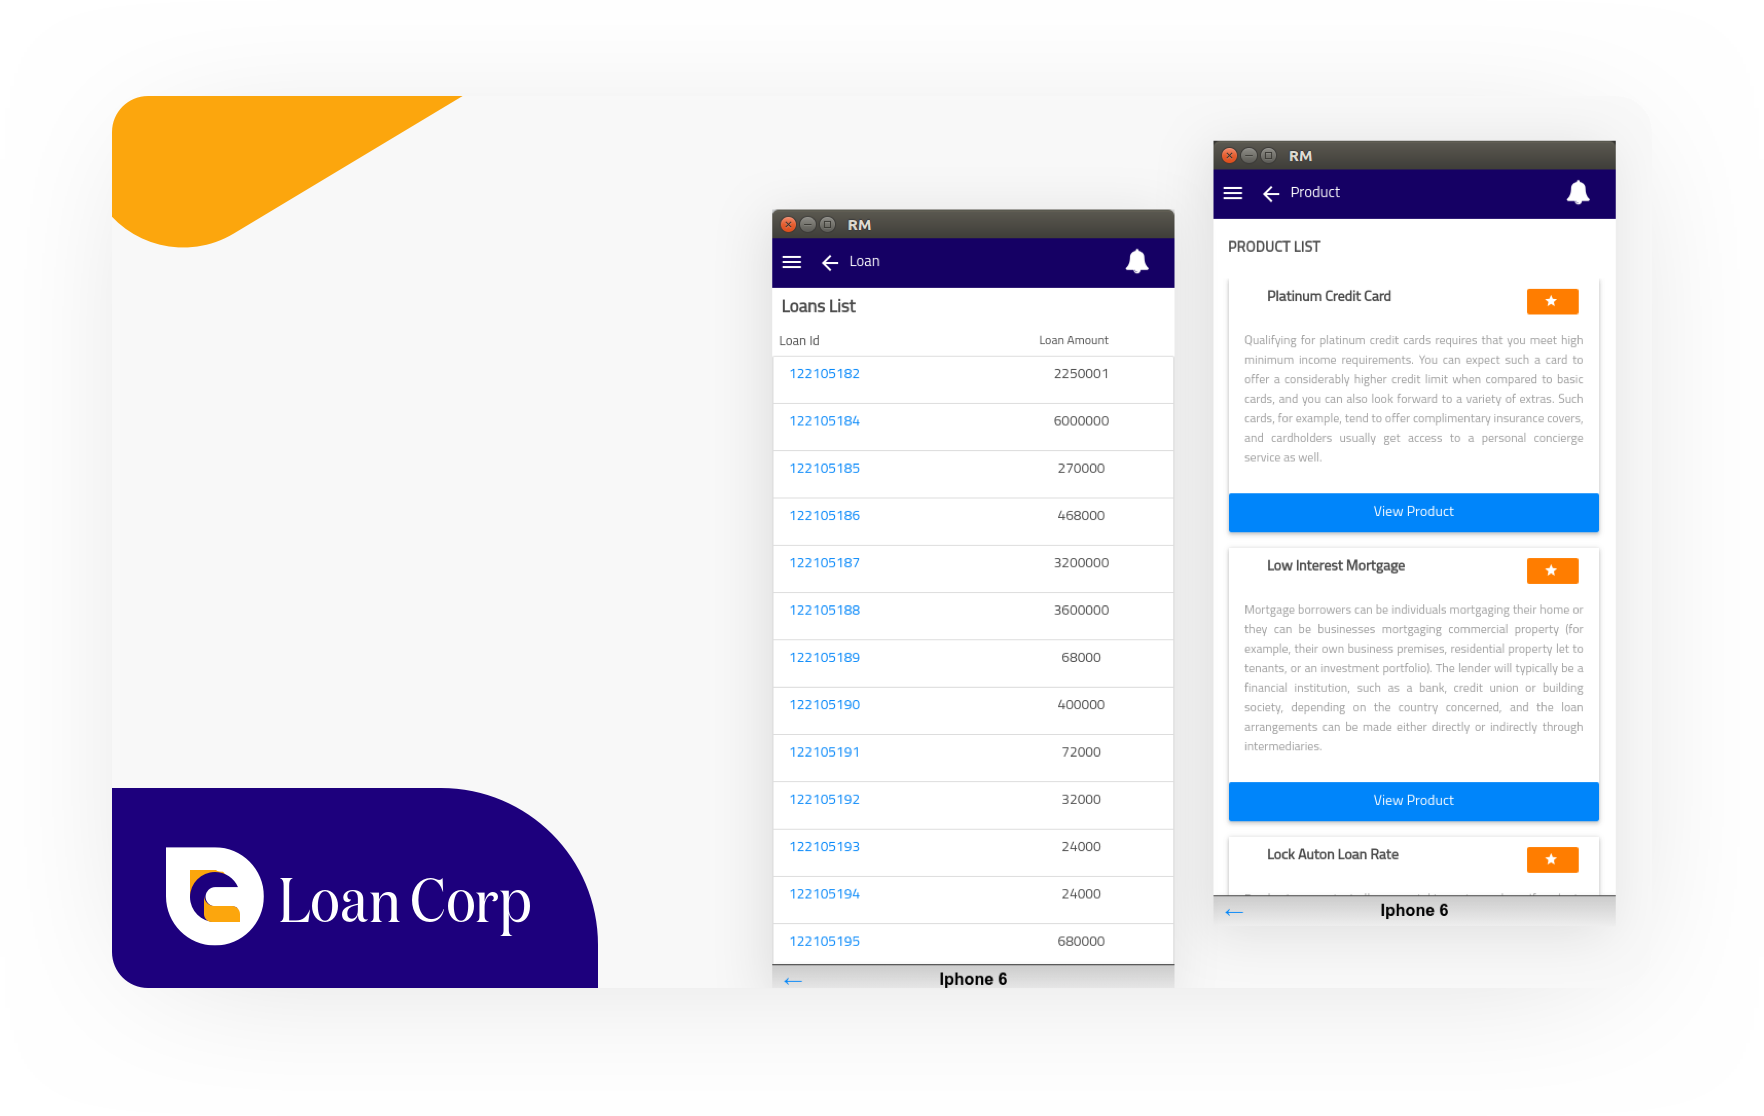 RM
Loan
Loans List
Loan Id Loan Amount
122105182 2250001
122105184 6000000
122105185 270000
122105186 468000
122105187 3200000
122105188 3600000
122105189 68000
122105190 400000
122105191 72000
122105192 32000
122105193 24000
122105194 24000
122105195 680000
Iphone 6
RM
Product
PRODUCT LIST
Platinum Credit Card
Qualifying for platinum credit cards requires that you meet high
minimum income requirements. You can expect such a card to
offer a considerably higher credit limit when compared to basic
cards, and you can also look forward to a variety of extras. Such
cards, for example, tend to offer complimentary insurance covers,
and cardholders usually get access to a personal concierge
service as well.
View Product
Low Interest Mortgage
Mortgage borrowers can be individuals mortgaging their home or
they can be businesses mortgaging commercial property (for
example, their own business premises, residential property let to
tenants, or an investment portfolio). The lender will typically be a
financial institution, such as a bank, credit union or building
society, depending on the country concerned, and the loan
arrangements can be made either directly or indirectly through
intermediaries.
View Product
Lock Auton Loan Rate
Iphone 6
Loan Corp